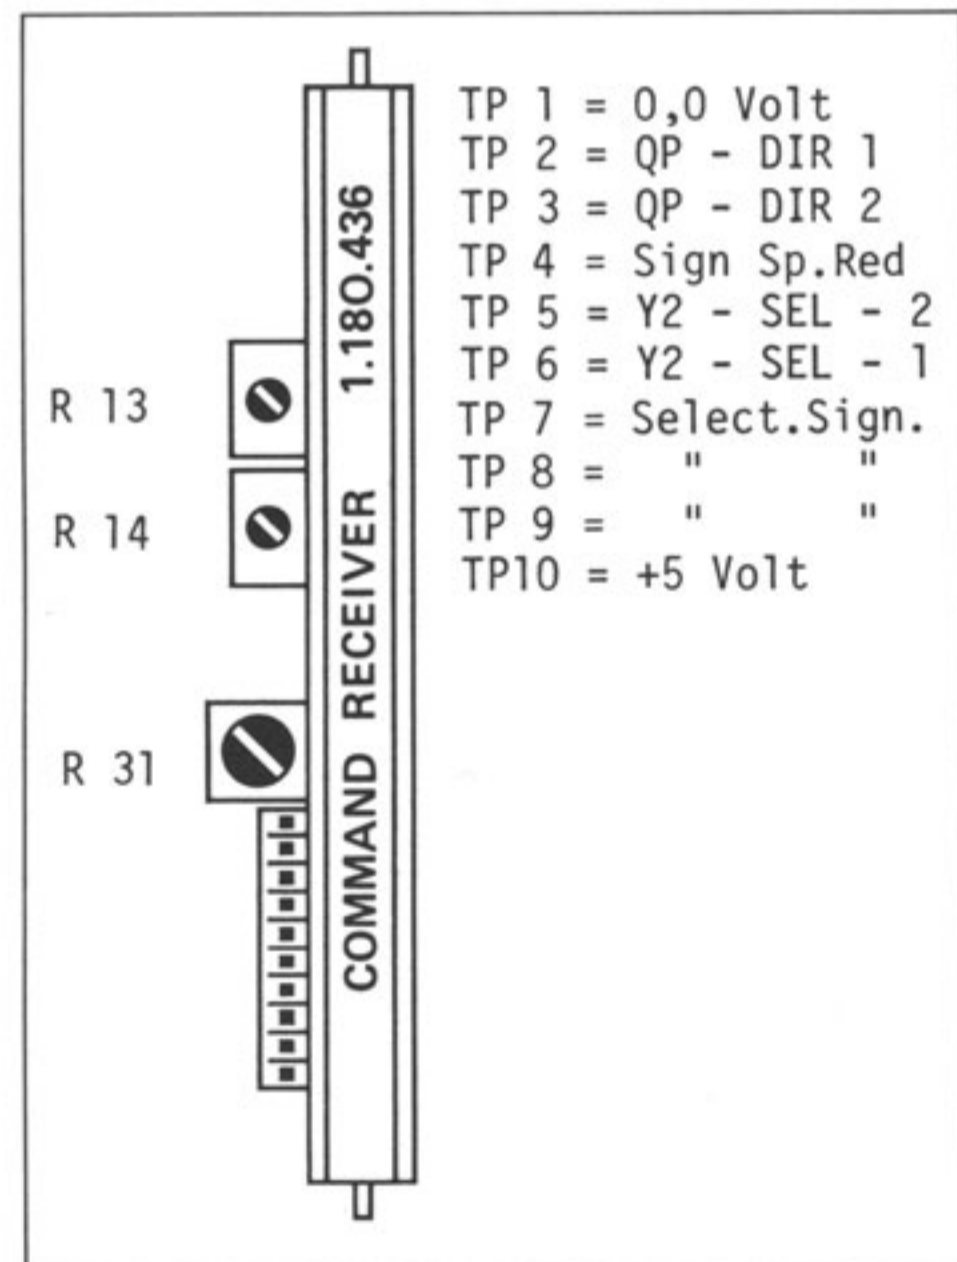 TP 1 = 0,0 Volt
TP 2 = QP - DIR 1
TP 3 = QP - DIR 2
TP 4 = Sign Sp.Red
TP 5 = Y2 - SEL - 2
TP 6 = Y2 - SEL - 1
TP 7 = Select.Sign.
TP 8 = " "
TP 9 = " "
TP10 = +5 Volt
R 13
R 14
R 31
COMMAND RECEIVER 1.180.436